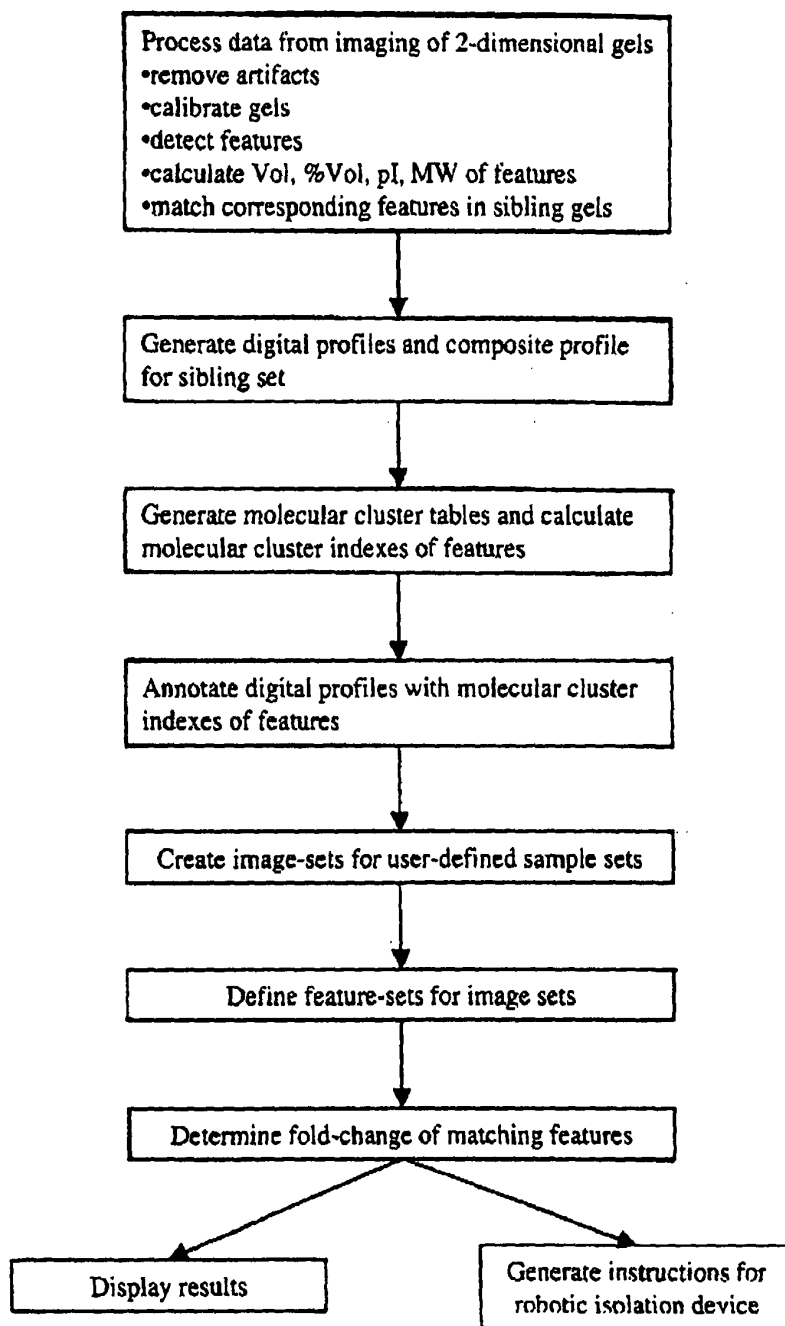 Process data from imaging of 2-dimensional gels
•remove artifacts
•calibrate gels
•detect features
•calculate Vol, %Vol, pI, MW of features
•match corresponding features in sibling gels
Generate digital profiles and composite profile
for sibling set
Generate molecular cluster tables and calculate
molecular cluster indexes of features
Annotate digital profiles with molecular cluster
indexes of features
Create image-sets for user-defined sample sets
Define feature-sets for image sets
Determine fold-change of matching features
Display results
Generate instructions for
robotic isolation device